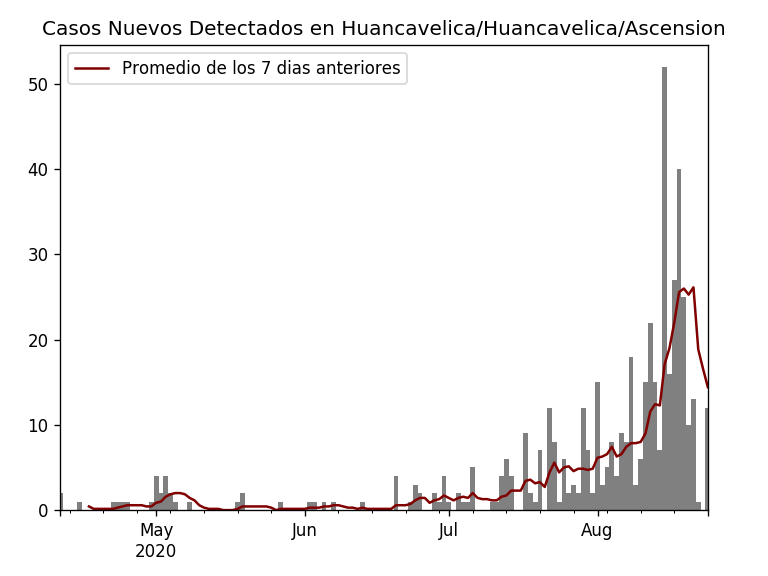 Casos Nuevos Detectados en Huancavelica/Huancavelica/Ascension
Promedio de los 7 dias anteriores
50
40
30
20
10
0
May Jun Jul Aug
2020